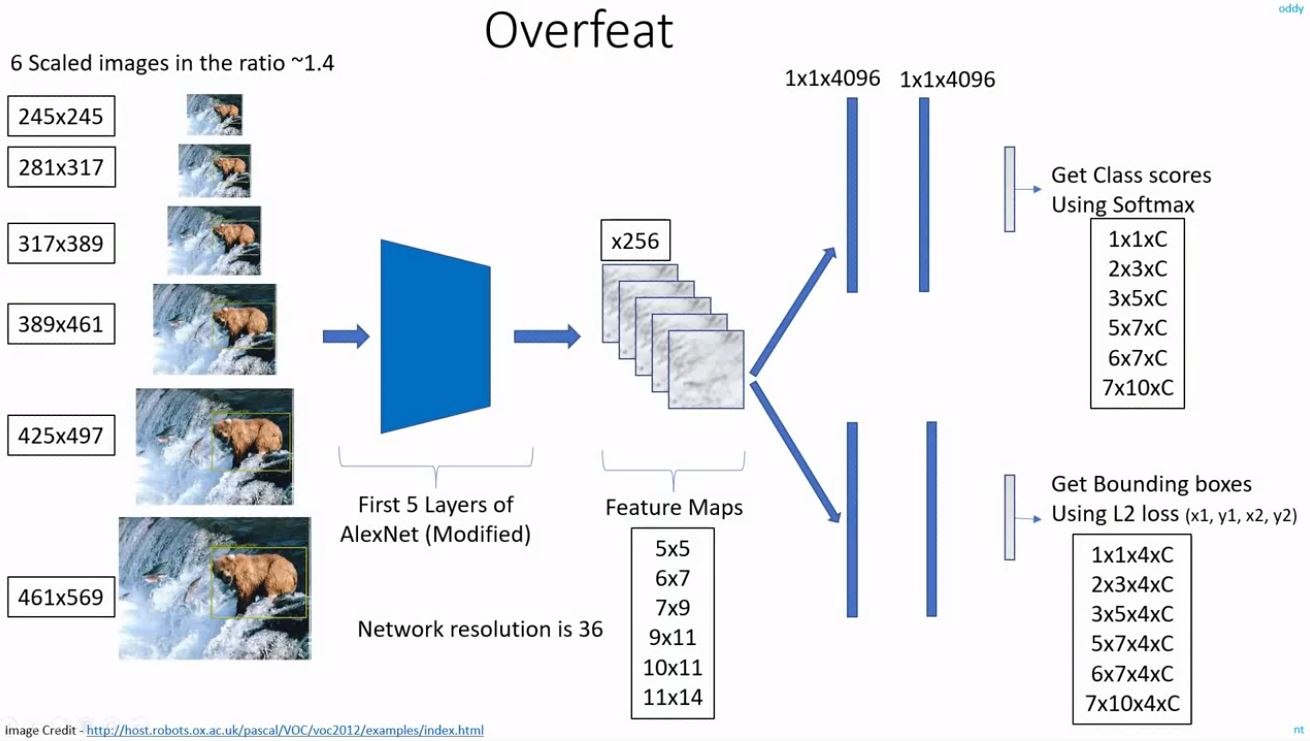 oddy
Overfeat
6 Scaled images in the ratio ~1.4
245x245
281x317
317x389
389x461
425x497
461x569
First 5 Layers of
AlexNet (Modified)
Network resolution is 36
x256
Feature Maps
5x5
6x7
7x9
9x11
10x11
11x14
1x1x4096 1x1x4096
Get Class scores
Using Softmax
1x1xC
2x3xC
3x5xC
5x7xC
6x7xC
7x10xC
Get Bounding boxes
Using L2 loss (x1, y1, x2, y2)
1x1x4xC
2x3x4xC
3x5x4xC
5x7x4xC
6x7x4xC
7x10x4xC
Image Credit - http://host.robots.ox.ac.uk/pascal/VOC/voc2012/examples/index.html
nt